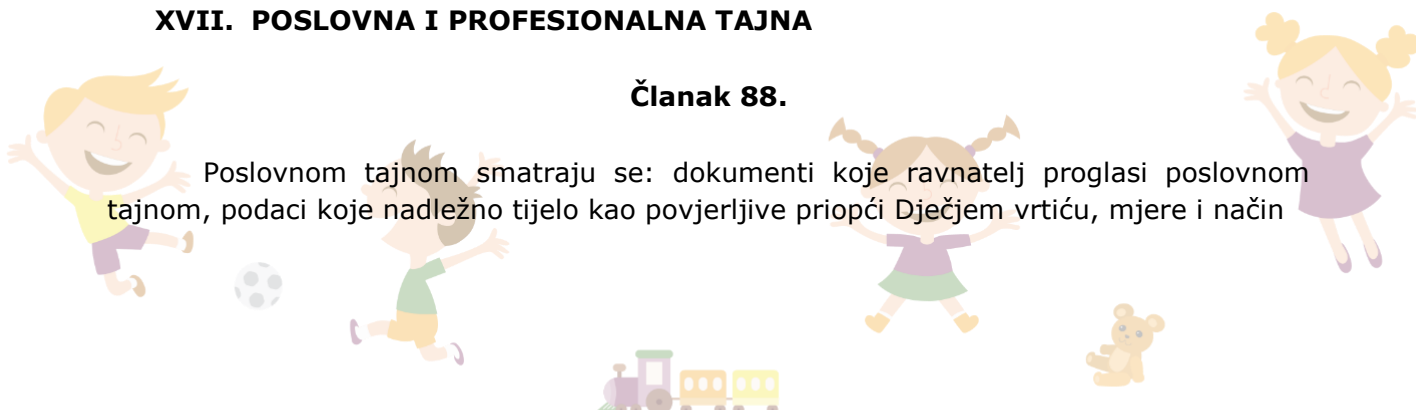 XVII. POSLOVNA I PROFESIONALNA TAJNA
Članak 88.
Poslovnom tajnom smatraju se: dokumenti koje ravnatelj proglasi poslovnom
tajnom, podaci koje nadležno tijelo kao povjerljive priopći Dječjem vrtiću, mjere i način